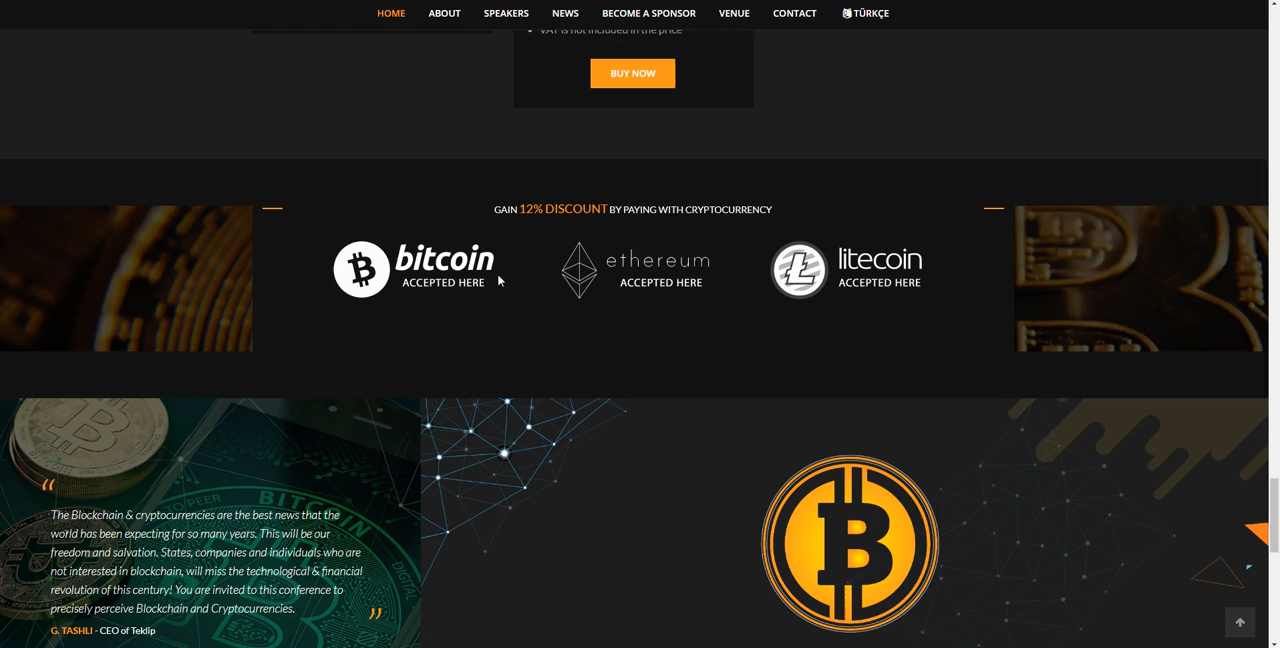 HOME ABOUT SPEAKERS NEWS BECOME A SPONSOR VENUE CONTACT TÜRKÇE
VAT is not included in the price
BUY NOW
GAIN 12% DISCOUNT BY PAYING WITH CRYPTOCURRENCY
bitcoin
ACCEPTED HERE
ethereum
ACCEPTED HERE
litecoin
ACCEPTED HERE
BITCOIN
PEER
BITCOIN
DIGITAL
“
The Blockchain & cryptocurrencies are the best news that the
world has been expecting for so many years. This will be our
freedom and salvation. States, companies and individuals who are
not interested in blockchain, will miss the technological & financial
revolution of this century! You are invited to this conference to
precisely perceive Blockchain and Cryptocurrencies.
”
G. TASHLI - CEO of Teklip